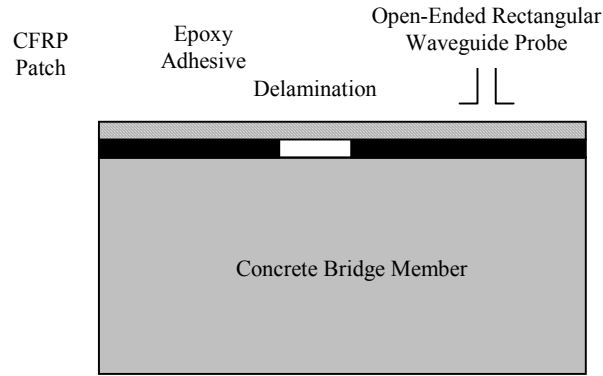 CFRP
Patch
Epoxy
Adhesive
Delamination
Open-Ended Rectangular
Waveguide Probe
Concrete Bridge Member